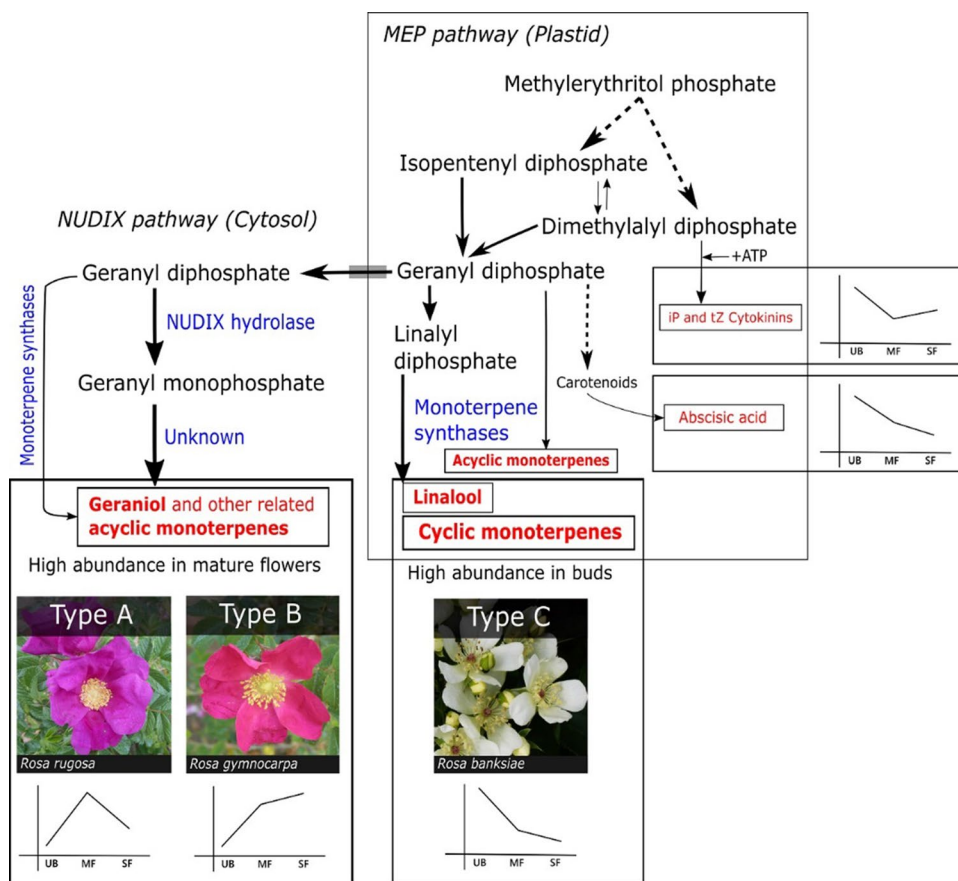 MEP pathway (Plastid)
Methylerythritol phosphate
Isopentenyl diphosphate
Dimethylalyl diphosphate
+ATP
NUDIX pathway (Cytosol)
Geranyl diphosphate
Geranyl diphosphate
Monoterpene synthases
NUDIX hydrolase
Geranyl monophosphate
Unknown
Linalyl
diphosphate
Monoterpene
synthases
Carotenoids
iP and tZ Cytokinins
UB MF SF
Abscisic acid
UB MF SF
Acyclic monoterpenes
Linalool
Cyclic monoterpenes
Geraniol and other related
acyclic monoterpenes
High abundance in mature flowers
High abundance in buds
Type A
Rosa rugosa
UB MF SF
Type B
Rosa gymnocarpa
UB MF SF
Type C
Rosa banksiae
UB MF SF